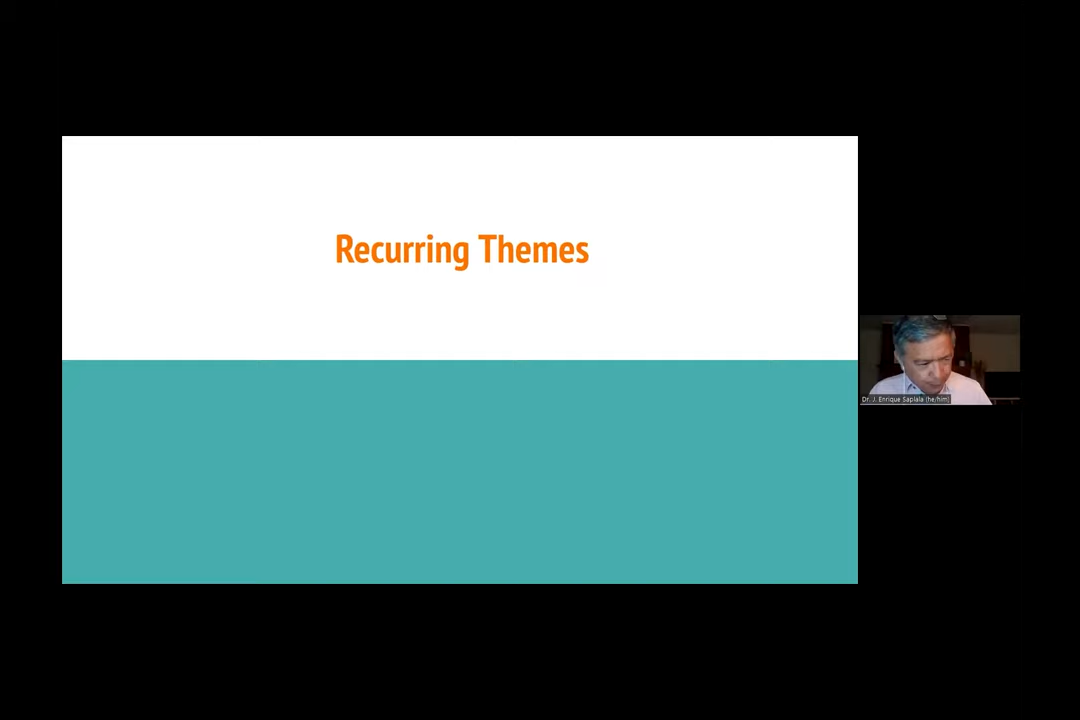 Recurring Themes
Dr. J. Enrique Saplala (he/him)